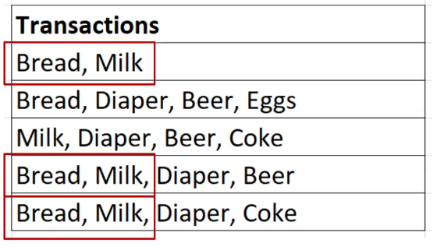 Transactions
Bread, Milk
Bread, Diaper, Beer, Eggs
Milk, Diaper, Beer, Coke
Bread, Milk, Diaper, Beer
Bread, Milk, Diaper, Coke